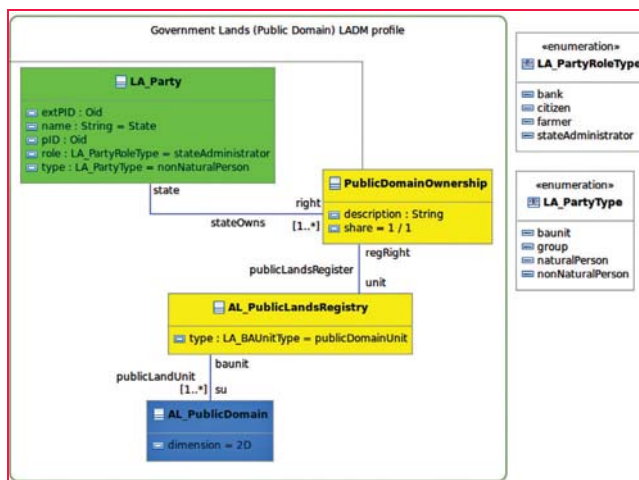 Government Lands (Public Domain) LADM profile
LA_Party
extPID : Oid
name : String = State
pID : Oid
role : LA_PartyRoleType = stateAdministrator
type : LA_PartyType = nonNaturalPerson
state
right
stateOwns
[1..*]
PublicDomainOwnership
description : String
share = 1 / 1
regRight
publicLandsRegister
unit
AL_PublicLandsRegistry
type : LA_BAUnitType = publicDomainUnit
baunit
publicLandUnit
[1..*] su
AL_PublicDomain
dimension = 2D
«enumeration»
LA_PartyRoleType
bank
citizen
farmer
stateAdministrator
«enumeration»
LA_PartyType
baunit
group
naturalPerson
nonNaturalPerson